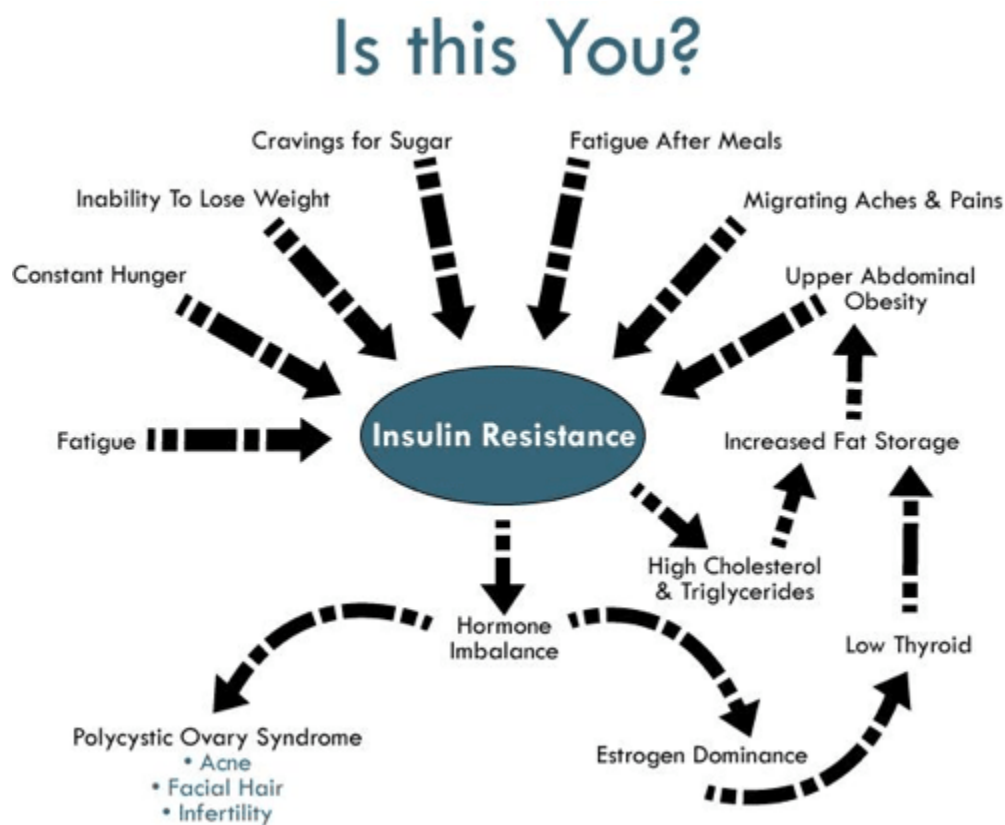 Is this You?
Cravings for Sugar
Fatigue After Meals
Inability To Lose Weight
Migrating Aches & Pains
Constant Hunger
Upper Abdominal
Obesity
Fatigue
Insulin Resistance
Increased Fat Storage
High Cholesterol
& Triglycerides
Hormone
Imbalance
Low Thyroid
Polycystic Ovary Syndrome
• Acne
• Facial Hair
• Infertility
Estrogen Dominance